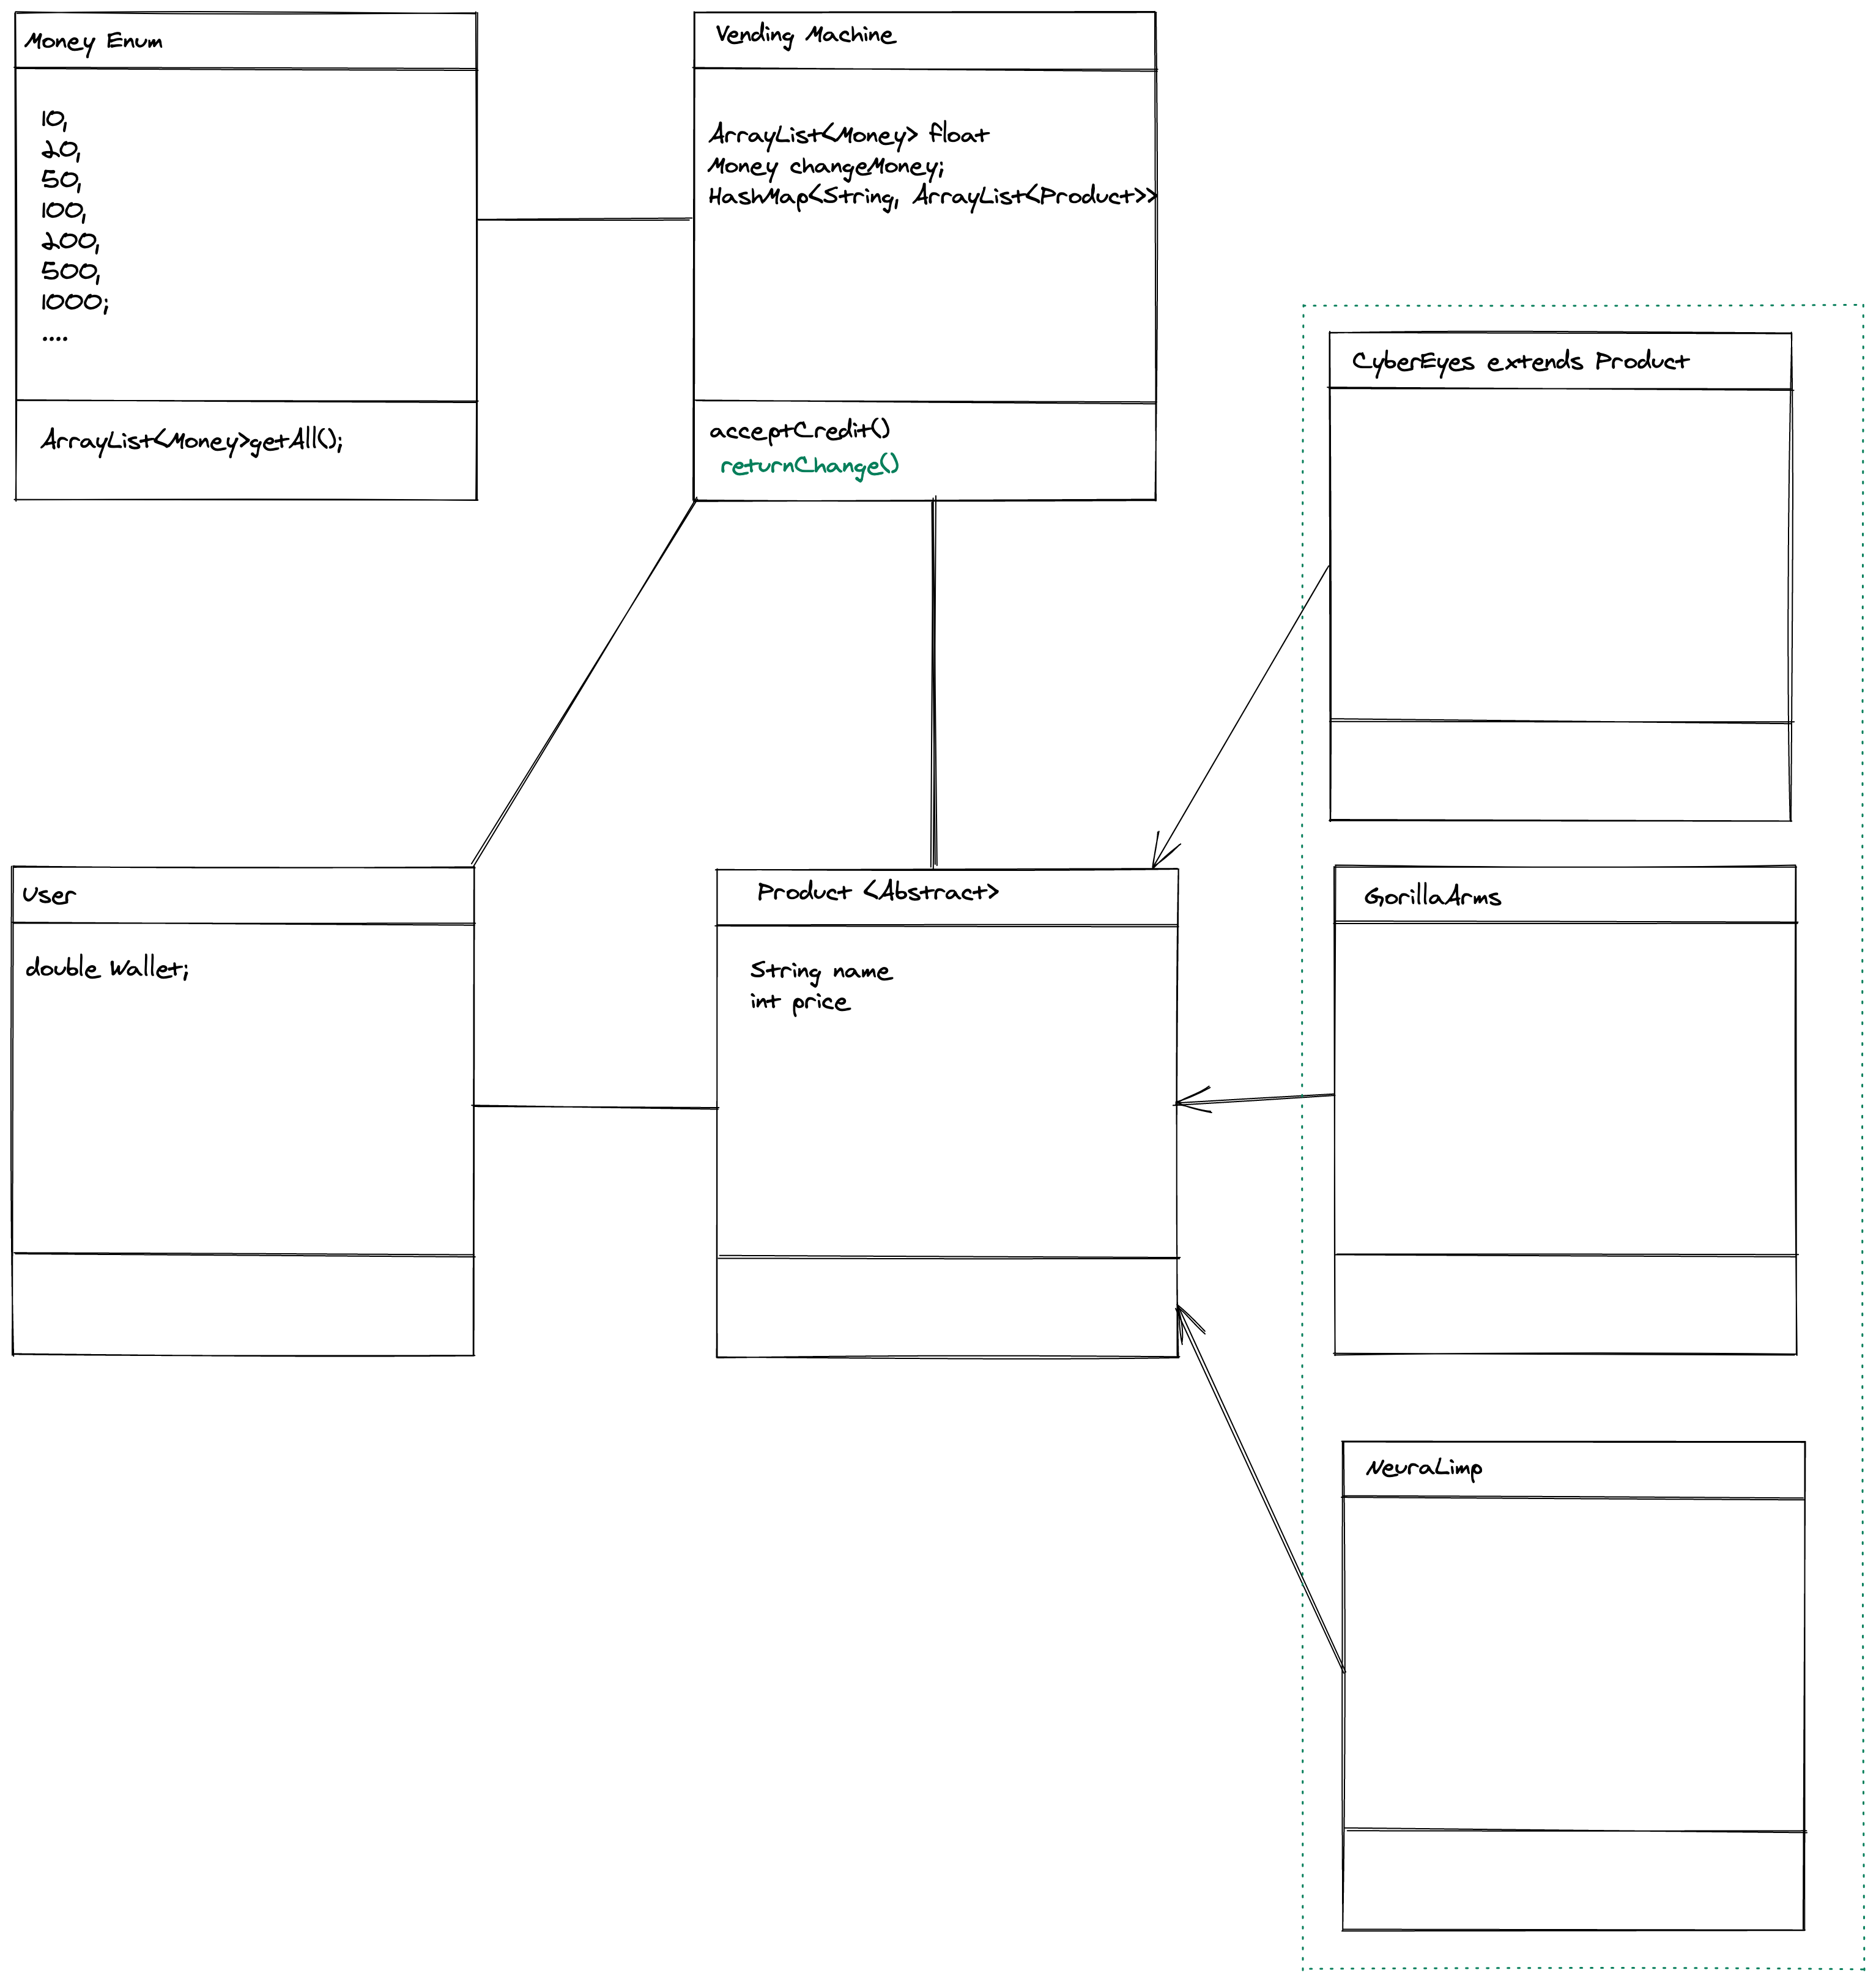 Money Enum
10,
20,
50,
100,
200,
500,
1000;
....
ArrayList<Money>getAll();
Vending Machine
ArrayList<Money> float
Money changeMoney;
HashMap<String, ArrayList<Product>>
acceptCredit()
returnChange()
CyberEyes extends Product
User
double Wallet;
Product <Abstract>
String name
int price
GorillaArms
NeuraLimp